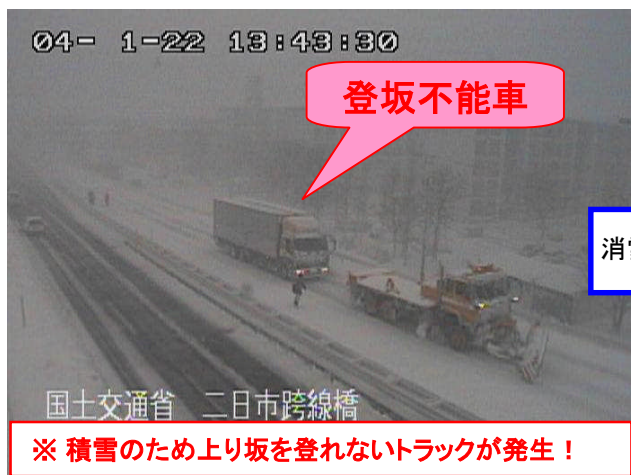 04- 1-22 13:43:30
登坂不能車
消雪
国土交通省 二日市跨線橋
※ 積雪のため上り坂を登れないトラックが発生！